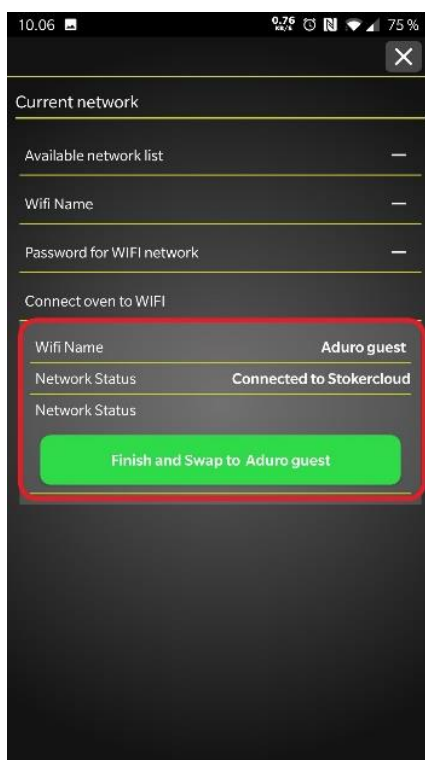 10.06 0.76 KB/S 75 %
Current network
Available network list —
Wifi Name —
Password for WIFI network —
Connect oven to WIFI
Wifi Name Aduro guest
Network Status Connected to Stokercloud
Network Status
Finish and Swap to Aduro guest